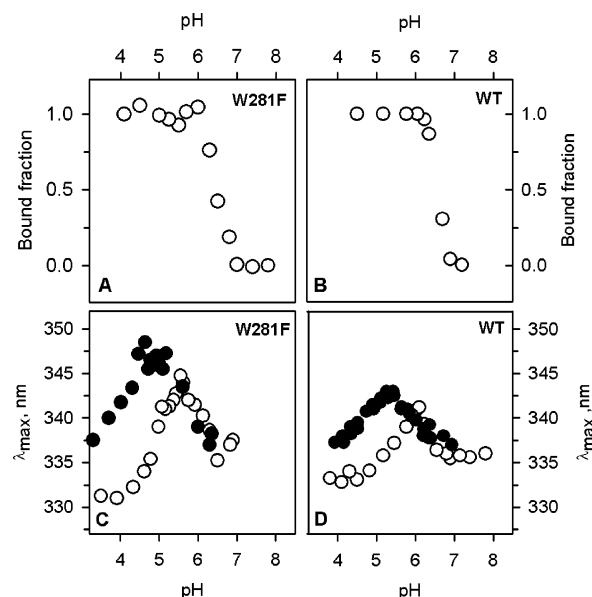 pH pH
4 5 6 7 8 4 5 6 7 8
W281F WT
1.0 1.0
Bound fraction Bound fraction
0.5 0.5
0.0 0.0
A B
W281F WT
350 350
345 345
λmax, nm λmax, nm
340 340
335 335
330 330
C D
4 5 6 7 8 4 5 6 7 8
pH pH